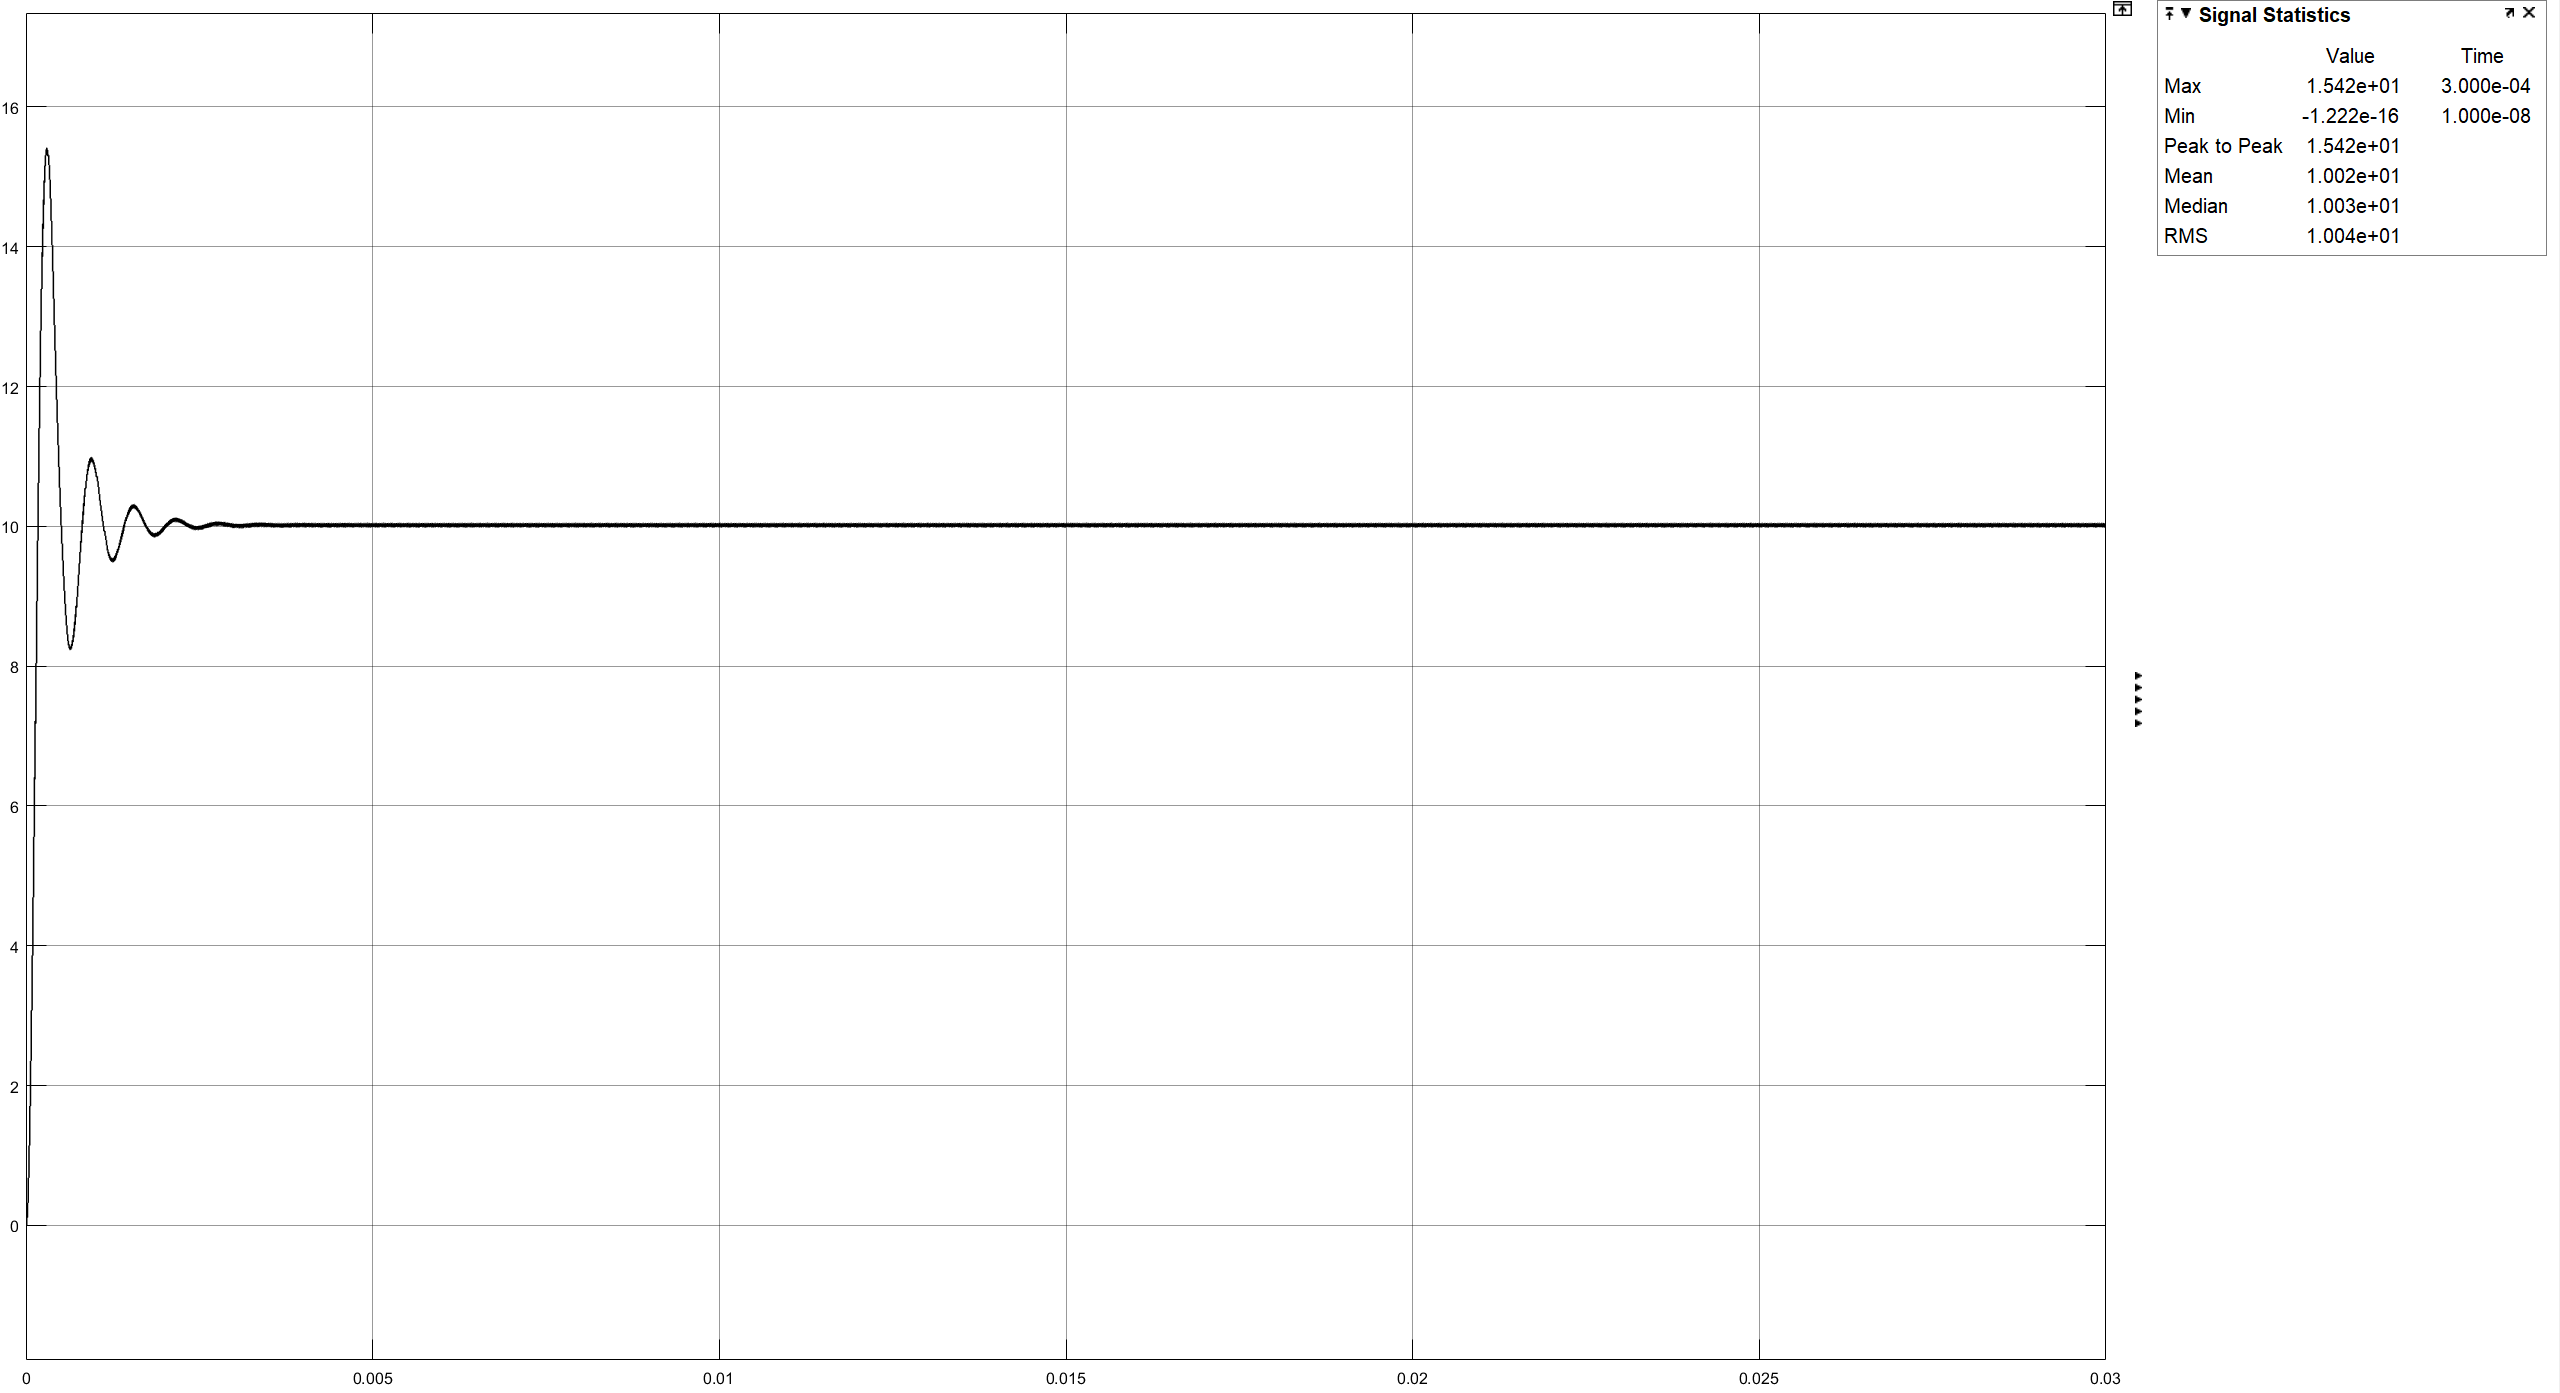 Signal Statistics
Value Time
Max 1.542e+01 3.000e-04
Min -1.222e-16 1.000e-08
Peak to Peak 1.542e+01
Mean 1.002e+01
Median 1.003e+01
RMS 1.004e+01
16
14
12
10
8
6
4
2
0
0 0.005 0.01 0.015 0.02 0.025 0.03